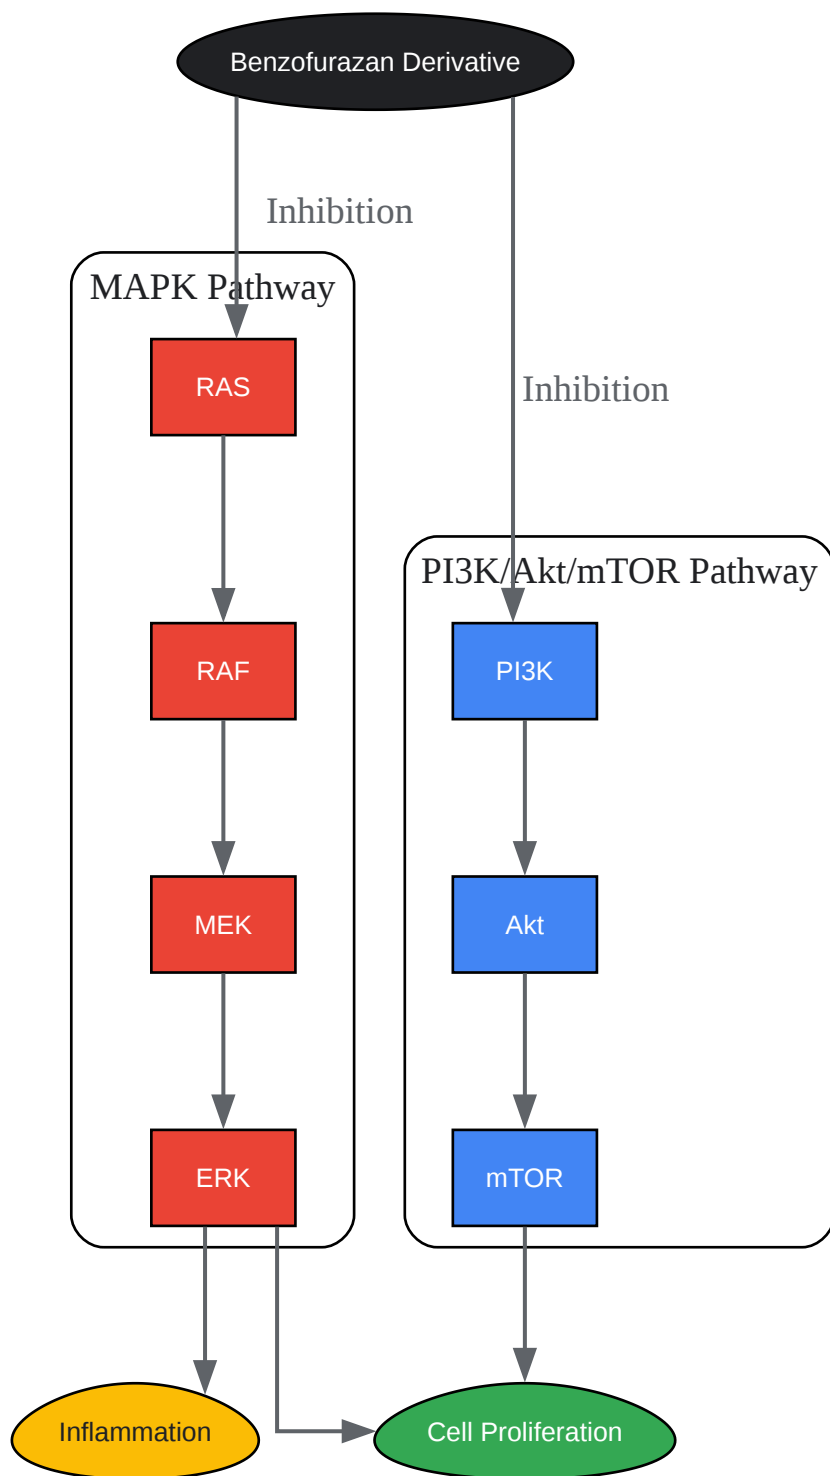 Benzofurazan Derivative
Inhibition
MAPK Pathway
RAS
Inhibition
PI3K/Akt/mTOR Pathway
RAF
PI3K
MEK
Akt
ERK
mTOR
Inflammation
Cell Proliferation